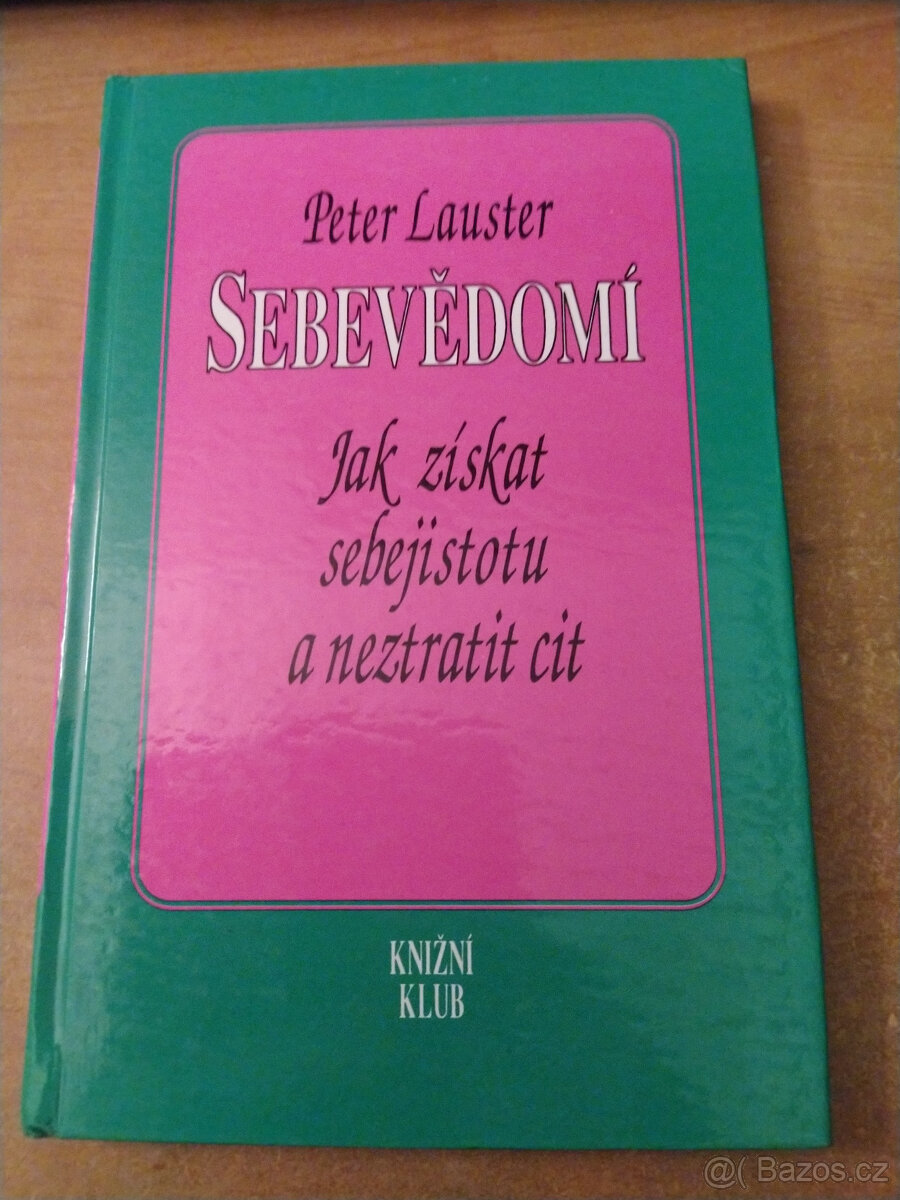 Peter Lauster
SEBEVĚDOMÍ
Jak získat
sebejistotu
a neztratit cit
KNIŽNÍ
KLUB
@( Bazos.cz